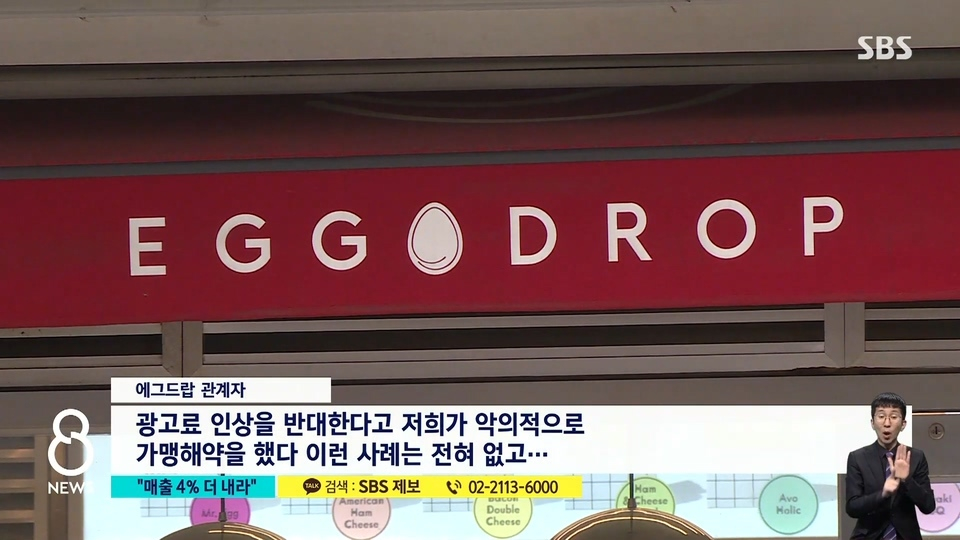 SBS
EGG DROP
에그드랍 관계자
광고료 인상을 반대한다고 저희가 악의적으로
가맹해약을 했다 이런 사례는 전혀 없고…
8
NEWS
"매출 4% 더 내라"
TALK 검색 : SBS 제보 02-2113-6000
Mr. Egg
American
Ham
Cheese
Bacon
Double
Cheese
Ham
& Cheese
Avo
Holic